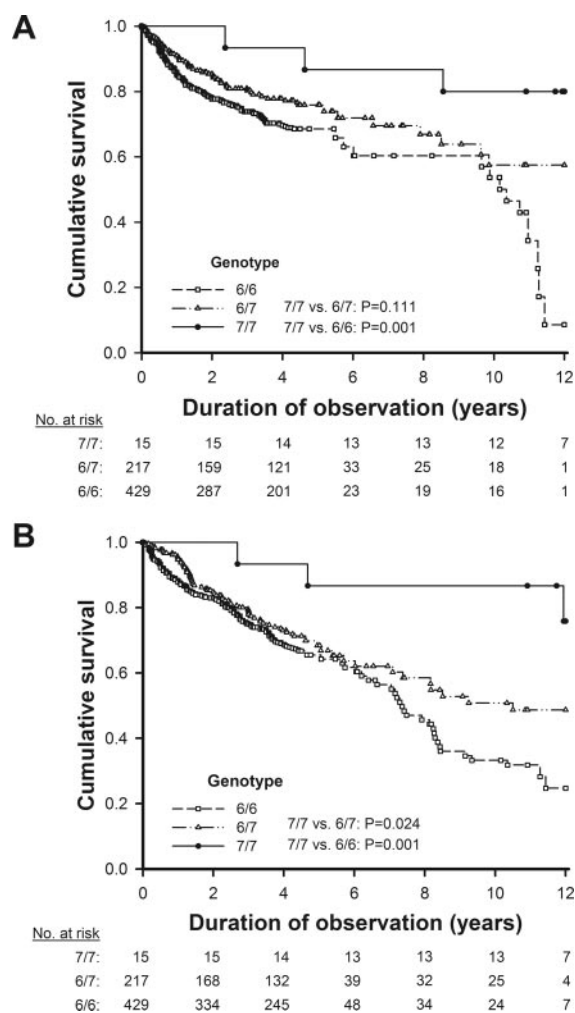 A
Cumulative survival
1.0
0.8
0.6
0.4
0.2
0.0
Genotype
6/6
6/7 7/7 vs. 6/7: P=0.111
7/7 7/7 vs. 6/6: P=0.001
0 2 4 6 8 10 12
Duration of observation (years)
No. at risk
7/7: 15 15 14 13 13 12 7
6/7: 217 159 121 33 25 18 1
6/6: 429 287 201 23 19 16 1
B
Cumulative survival
1.0
0.8
0.6
0.4
0.2
0.0
Genotype
6/6
6/7 7/7 vs. 6/7: P=0.024
7/7 7/7 vs. 6/6: P=0.001
0 2 4 6 8 10 12
Duration of observation (years)
No. at risk
7/7: 15 15 14 13 13 13 7
6/7: 217 168 132 39 32 25 4
6/6: 429 334 245 48 34 24 7